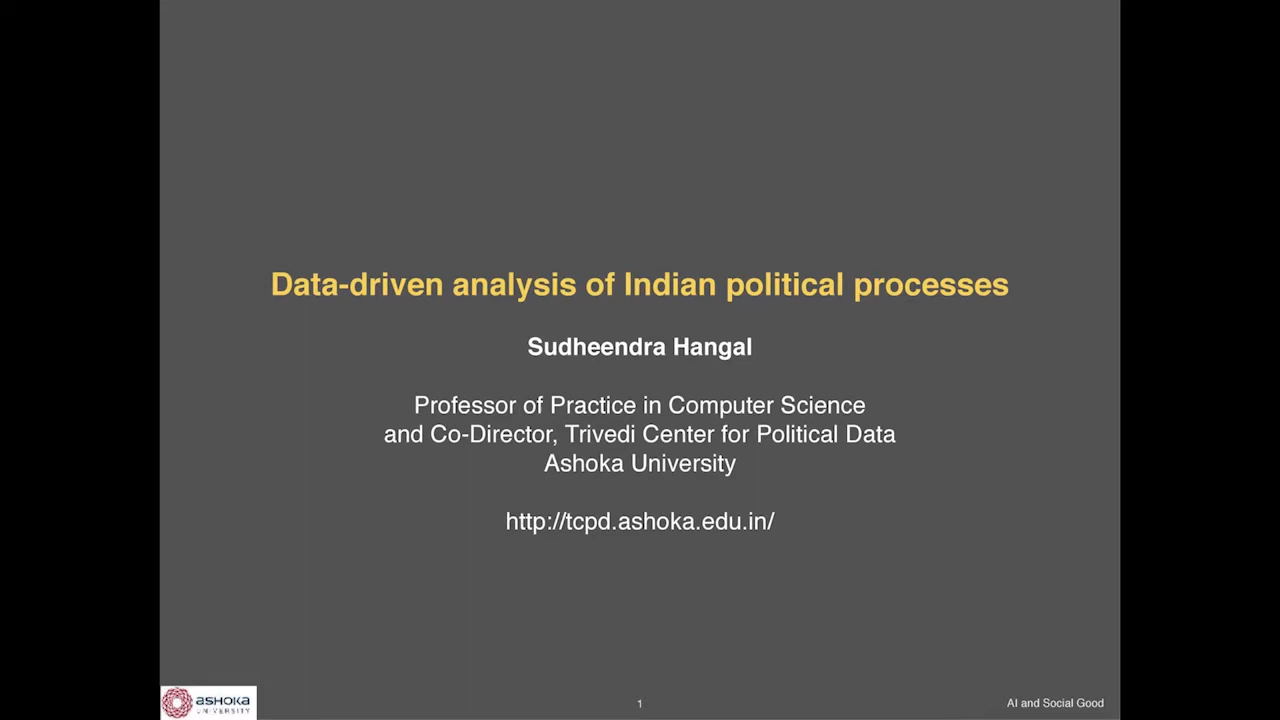 Data-driven analysis of Indian political processes
Sudheendra Hangal
Professor of Practice in Computer Science
and Co-Director, Trivedi Center for Political Data
Ashoka University
http://tcpd.ashoka.edu.in/
ASHOKA
UNIVERSITY
1
AI and Social Good